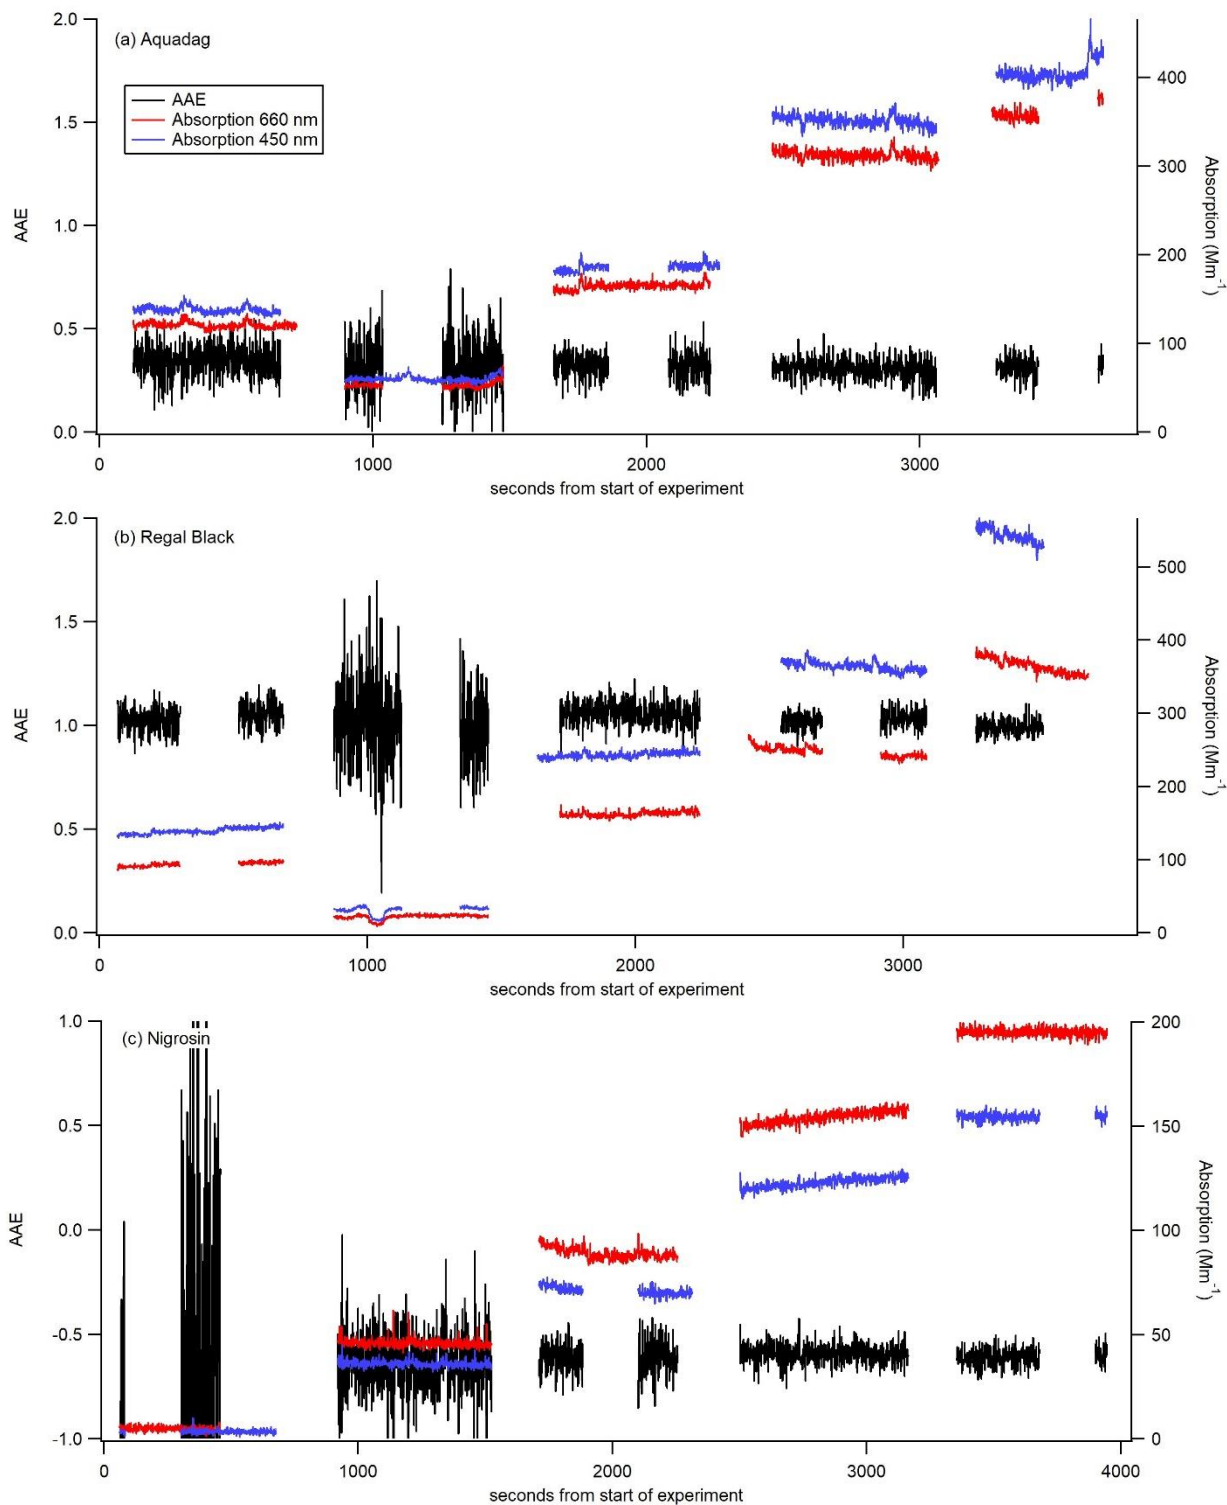 2.0
1.5
1.0
0.5
0.0
AAE
(a) Aquadag
AAE
Absorption 660 nm
Absorption 450 nm
400
300
200
100
0
Absorption (Mm⁻¹)
0
1000
2000
3000
seconds from start of experiment
2.0
1.5
1.0
0.5
0.0
AAE
(b) Regal Black
500
400
300
200
100
0
Absorption (Mm⁻¹)
0
1000
2000
3000
seconds from start of experiment
1.0
0.5
0.0
-0.5
-1.0
AAE
(c) Nigrosin
200
150
100
50
0
Absorption (Mm⁻¹)
0
1000
2000
3000
4000
seconds from start of experiment